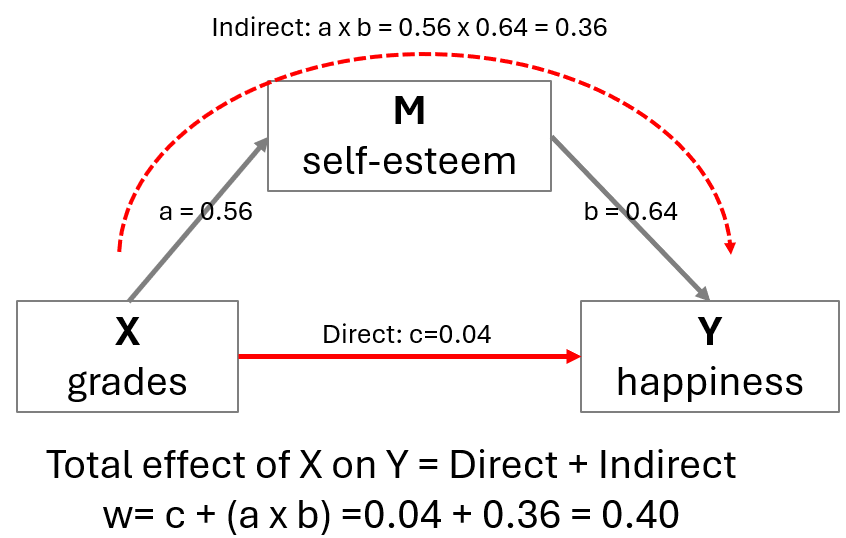 Indirect: a x b = 0.56 x 0.64 = 0.36
M
self-esteem
a = 0.56
b = 0.64
Direct: c=0.04
X
grades
Y
happiness
Total effect of X on Y = Direct + Indirect
w= c + (a x b) =0.04 + 0.36 = 0.40